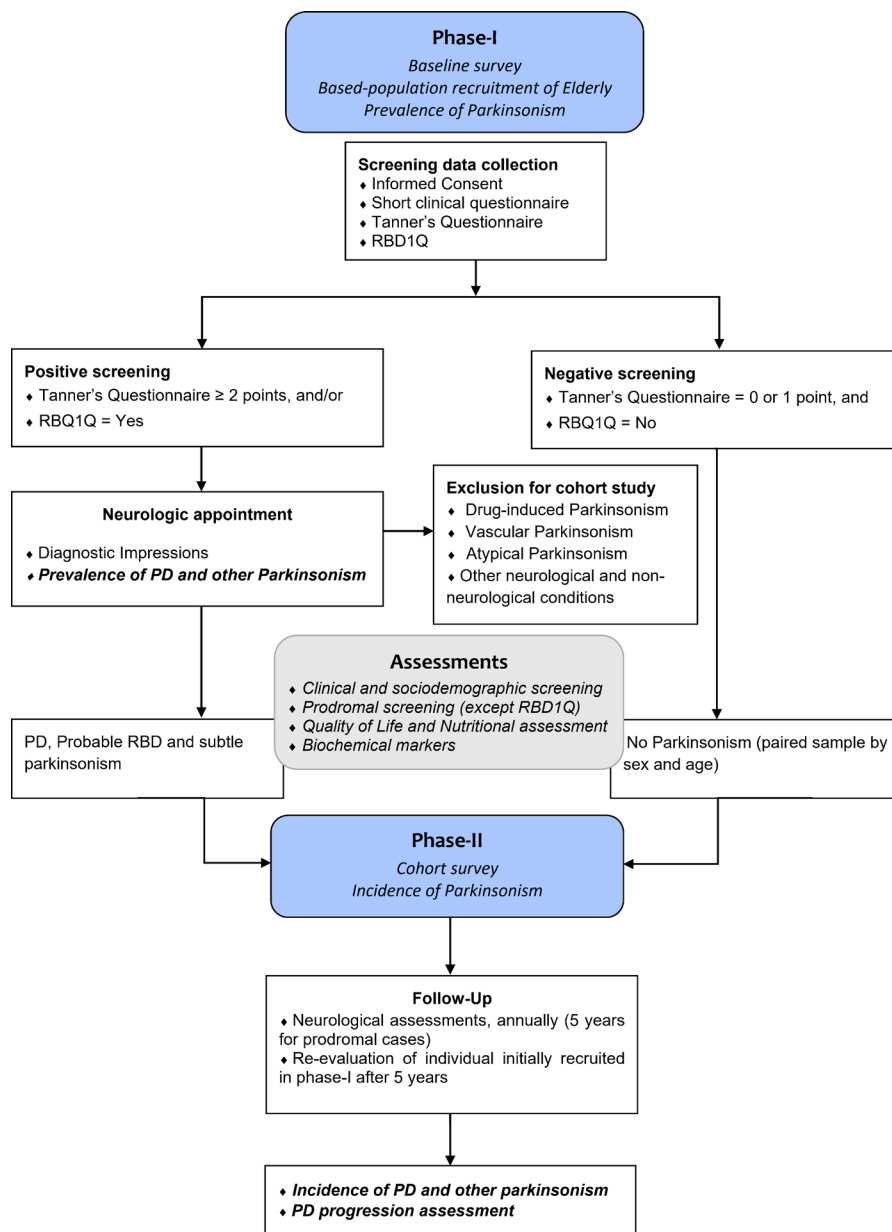 Phase-I
Baseline survey
Based-population recruitment of Elderly
Prevalence of Parkinsonism
Screening data collection
♦ Informed Consent
♦ Short clinical questionnaire
♦ Tanner's Questionnaire
♦ RBD1Q
Positive screening
♦ Tanner's Questionnaire ≥ 2 points, and/or
♦ RBQ1Q = Yes
Negative screening
♦ Tanner's Questionnaire = 0 or 1 point, and
♦ RBQ1Q = No
Neurologic appointment
♦ Diagnostic Impressions
♦ Prevalence of PD and other Parkinsonism
Exclusion for cohort study
♦ Drug-induced Parkinsonism
♦ Vascular Parkinsonism
♦ Atypical Parkinsonism
♦ Other neurological and non-
neurological conditions
Assessments
♦ Clinical and sociodemographic screening
♦ Prodromal screening (except RBD1Q)
♦ Quality of Life and Nutritional assessment
♦ Biochemical markers
PD, Probable RBD and subtle
parkinsonism
No Parkinsonism (paired sample by
sex and age)
Phase-II
Cohort survey
Incidence of Parkinsonism
Follow-Up
♦ Neurological assessments, annually (5 years
for prodromal cases)
♦ Re-evaluation of individual initially recruited
in phase-I after 5 years
♦ Incidence of PD and other parkinsonism
♦ PD progression assessment